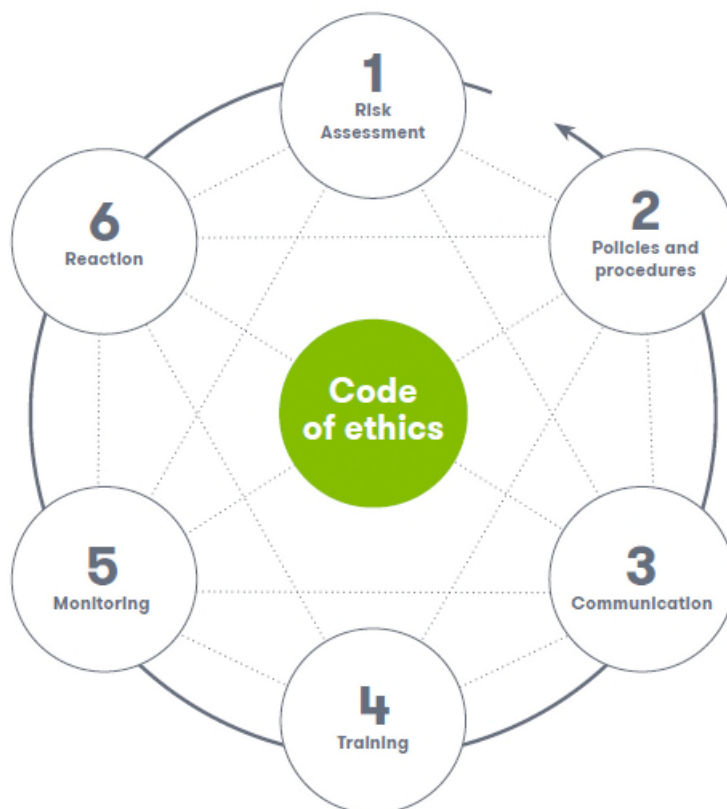 1
Risk
Assessment
2
Policies and
procedures
3
Communication
4
Training
5
Monitoring
6
Reaction
Code
of ethics